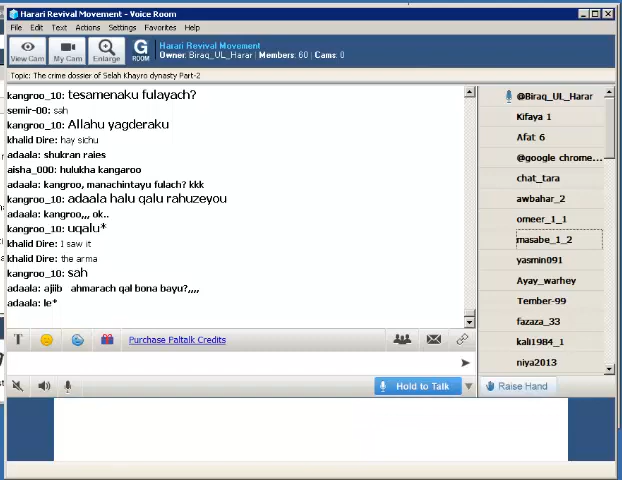 Harari Revival Movement - Voice Room
File Edit Text Actions Settings Favorites Help
View Cam
My Cam
Enlarge
G
ROOM
Harari Revival Movement
Owner: Biraq_UL_Harar | Members: 60 | Cams: 0
Topic: The crime dossier of Selah Khayro dynasty Part-2
kangroo_10: tesamenaku fulayach?
semir-00: sah
kangroo_10: Allahu yagderaku
khalid Dire: hay sichu
adaala: shukran raies
aisha_000: hulukha kangaroo
adaala: kangroo, manachintayu fulach? kkk
kangroo_10: adaala halu qalu rahuzeyou
adaala: kangroo,,, ok..
kangroo_10: uqalu*
khalid Dire: I saw it
khalid Dire: the arma
kangroo_10: sah
adaala: ajiib ahmarach qal bona bayu?,,,,
adaala: le*
@Biraq_UL_Harar
Kifaya 1
Afat 6
@google chrome...
chat_tara
awbahar_2
omeer_1_1
masabe_1_2
yasmin091
Ayay_warhey
Tember-99
fazaza_33
kali1984_1
niya2013
T
Purchase Paltalk Credits
Hold to Talk
Raise Hand